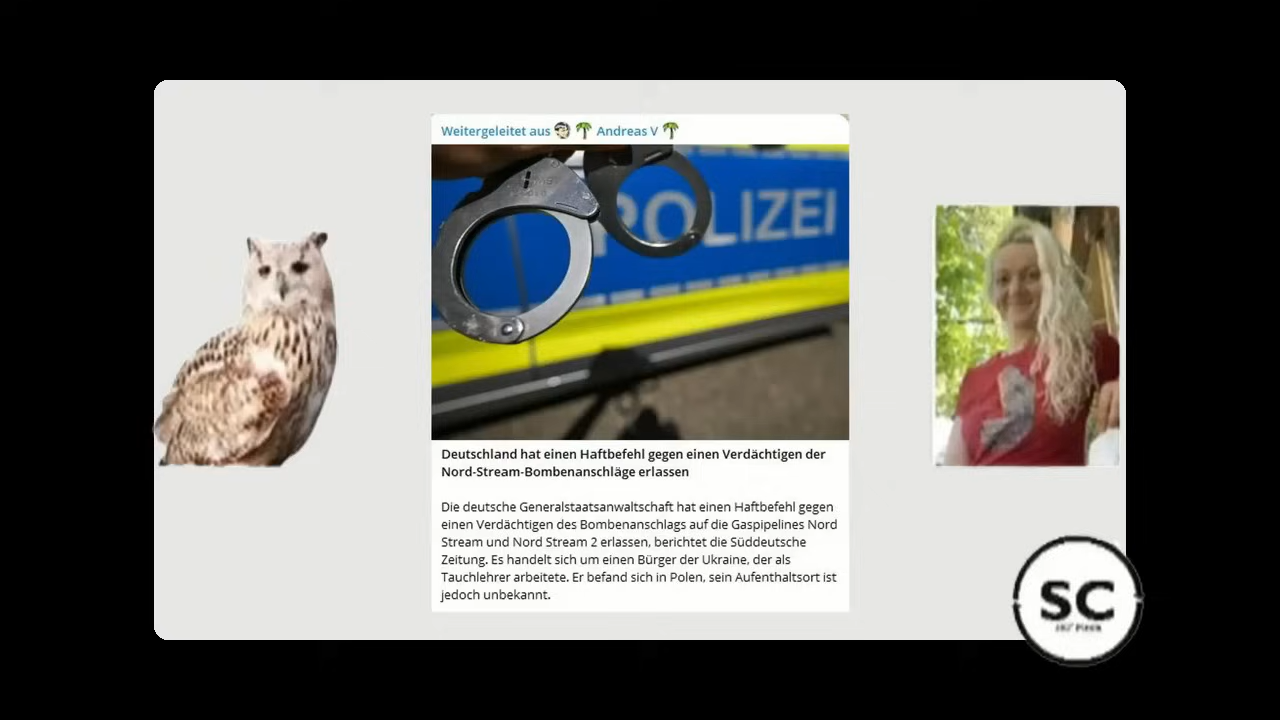 Weitergeleitet aus Andreas V
POLIZEI
Deutschland hat einen Haftbefehl gegen einen Verdächtigen der
Nord-Stream-Bombenanschläge erlassen
Die deutsche Generalstaatsanwaltschaft hat einen Haftbefehl gegen
einen Verdächtigen des Bombenanschlags auf die Gaspipelines Nord
Stream und Nord Stream 2 erlassen, berichtet die Süddeutsche
Zeitung. Es handelt sich um einen Bürger der Ukraine, der als
Tauchlehrer arbeitete. Er befand sich in Polen, sein Aufenthaltsort ist
jedoch unbekannt.
SC